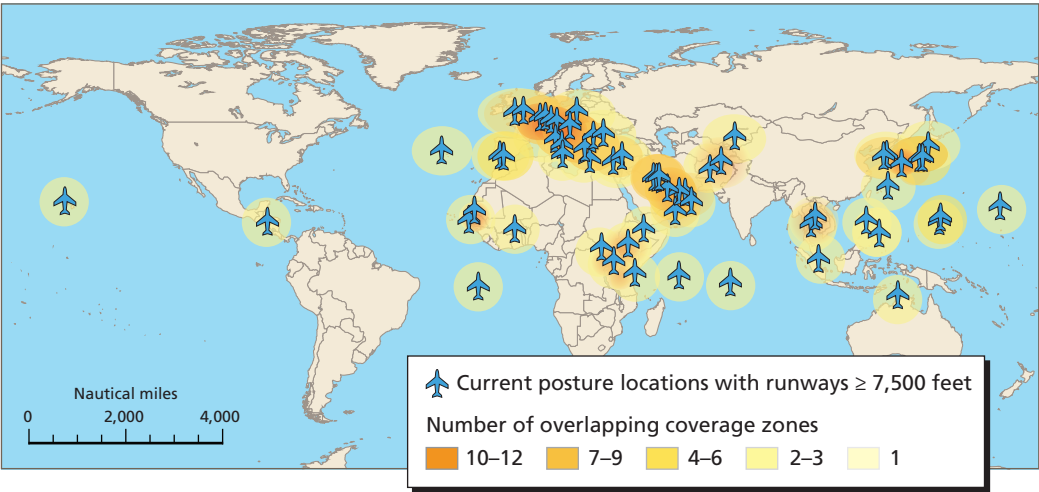 Nautical miles
0 2,000 4,000
Current posture locations with runways ≥ 7,500 feet
Number of overlapping coverage zones
10–12 7–9 4–6 2–3 1